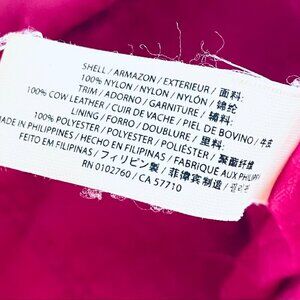 SHELL / ARMAZON / EXTERIEUR / 面料:
100% NYLON / NYLON / NYLON / 锦纶
TRIM / ADORNO / GARNITURE / 辅料:
100% COW LEATHER / CUIR DE VACHE / PIEL DE BOVINO / 牛皮
LINING / FORRO / DOUBLURE / 里料:
100% POLYESTER / POLYESTER / POLIÉSTER / 聚酯纤维
MADE IN PHILIPPINES / HECHO EN FILIPINAS / FABRIQUÉ AUX PHILIPPI
FEITO EM FILIPINAS / フィリピン製 / 菲律宾制造 /
RN 0102760 / CA 57710